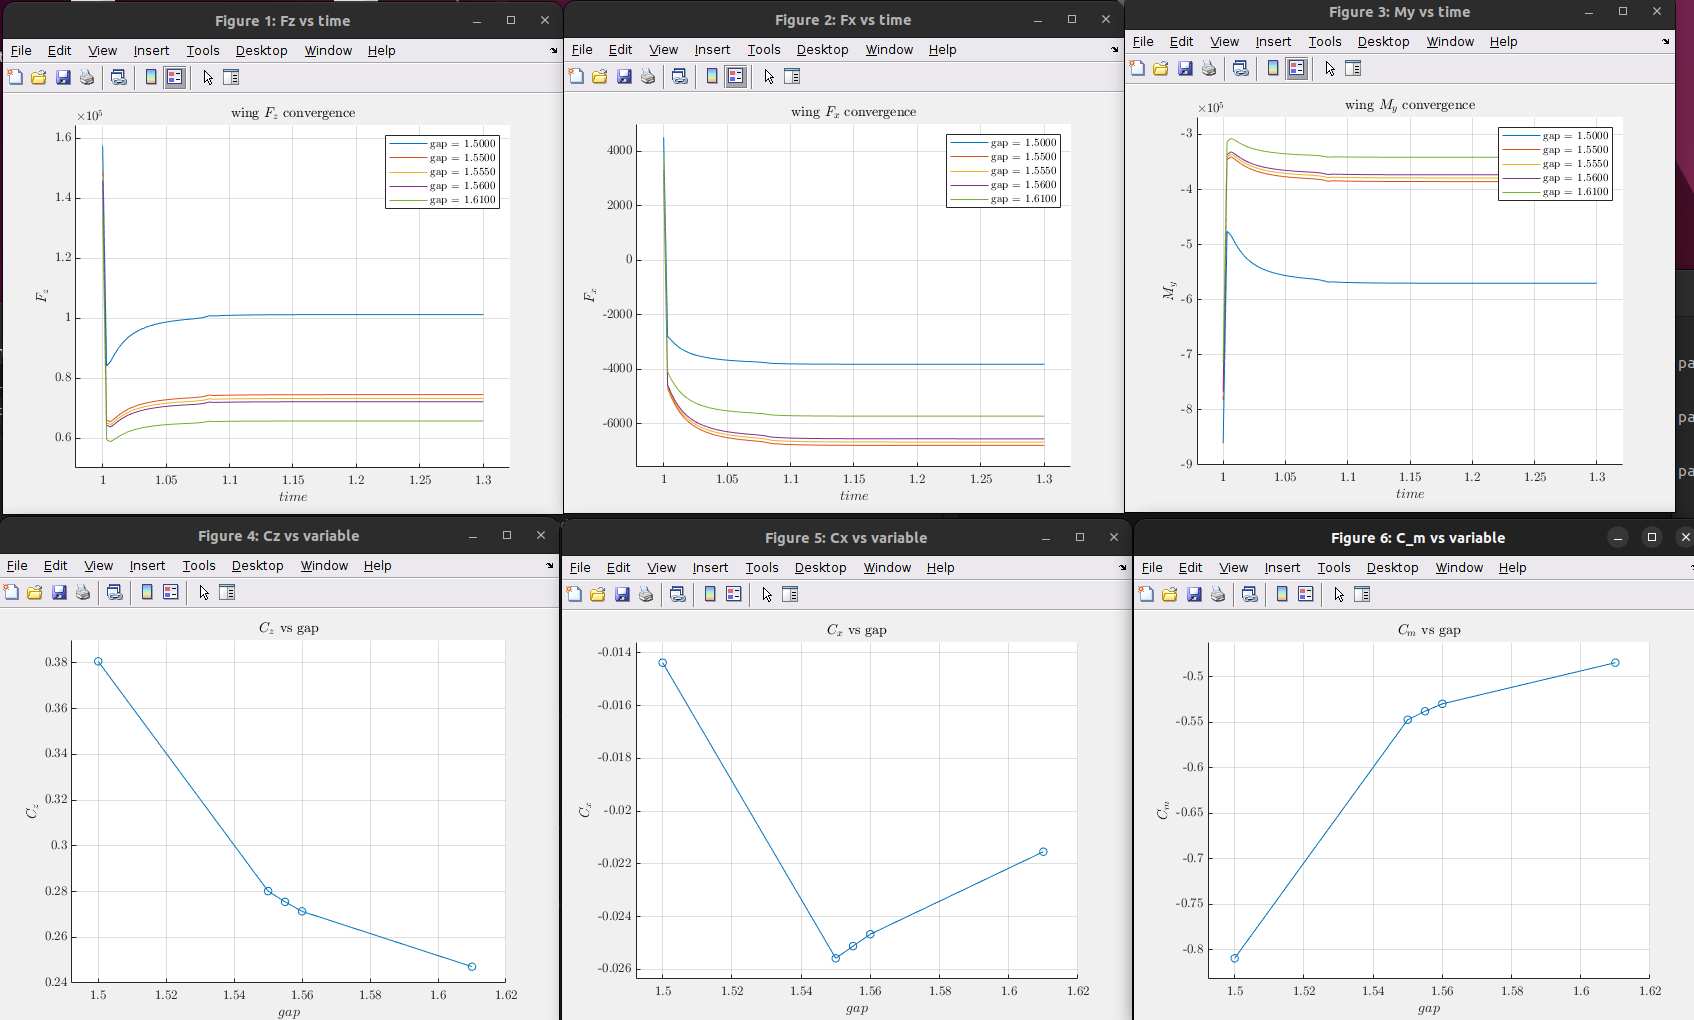 Figure 1: Fz vs time
File Edit View Insert Tools Desktop Window Help
×10⁵
wing F_z convergence
1.6
1.4
1.2
1
0.8
0.6
F_z
gap = 1.5000
gap = 1.5500
gap = 1.5550
gap = 1.5600
gap = 1.6100
1 1.05 1.1 1.15 1.2 1.25 1.3
time
Figure 2: Fx vs time
File Edit View Insert Tools Desktop Window Help
wing F_x convergence
4000
2000
0
-2000
-4000
-6000
F_x
gap = 1.5000
gap = 1.5500
gap = 1.5550
gap = 1.5600
gap = 1.6100
1 1.05 1.1 1.15 1.2 1.25 1.3
time
Figure 3: My vs time
File Edit View Insert Tools Desktop Window Help
×10⁵
wing M_y convergence
-3
-4
-5
-6
-7
-8
-9
M_y
gap = 1.5000
gap = 1.5500
gap = 1.5550
gap = 1.5600
gap = 1.6100
1 1.05 1.1 1.15 1.2 1.25 1.3
time
pa
pa
pa
Figure 4: Cz vs variable
File Edit View Insert Tools Desktop Window Help
C_z vs gap
0.38
0.36
0.34
0.32
0.3
0.28
0.26
0.24
C_z
1.5 1.52 1.54 1.56 1.58 1.6 1.62
gap
Figure 5: Cx vs variable
File Edit View Insert Tools Desktop Window Help
C_x vs gap
-0.014
-0.016
-0.018
-0.02
-0.022
-0.024
-0.026
C_x
1.5 1.52 1.54 1.56 1.58 1.6 1.62
gap
Figure 6: C_m vs variable
File Edit View Insert Tools Desktop Window Help
C_m vs gap
-0.5
-0.55
-0.6
-0.65
-0.7
-0.75
-0.8
C_m
1.5 1.52 1.54 1.56 1.58 1.6 1.62
gap